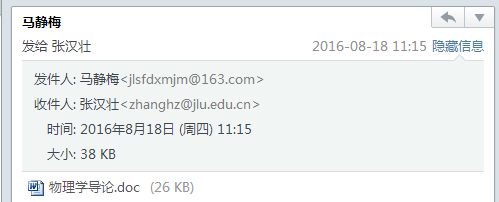 马静梅
发给 张汉壮 2016-08-18 11:15 隐藏信息
发件人: 马静梅<jlsfdxmjm@163.com>
收件人: 张汉壮<zhanghz@jlu.edu.cn>
时间: 2016年8月18日 (周四) 11:15
大小: 38 KB
物理学导论.doc (26 KB)